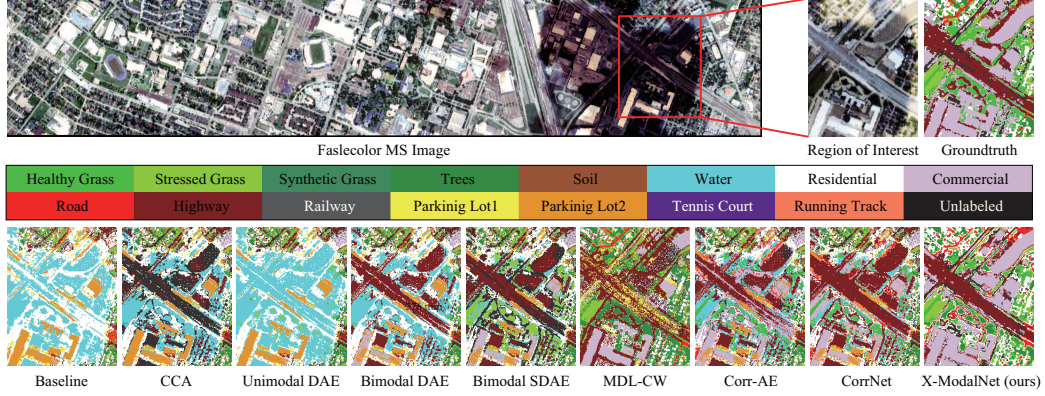 Faslecolor MS Image
Region of Interest
Groundtruth
Healthy Grass Stressed Grass Synthetic Grass Trees Soil Water Residential Commercial
Road Highway Railway Parkinig Lot1 Parkinig Lot2 Tennis Court Running Track Unlabeled
Baseline CCA Unimodal DAE Bimodal DAE Bimodal SDAE MDL-CW Corr-AE CorrNet X-ModalNet (ours)